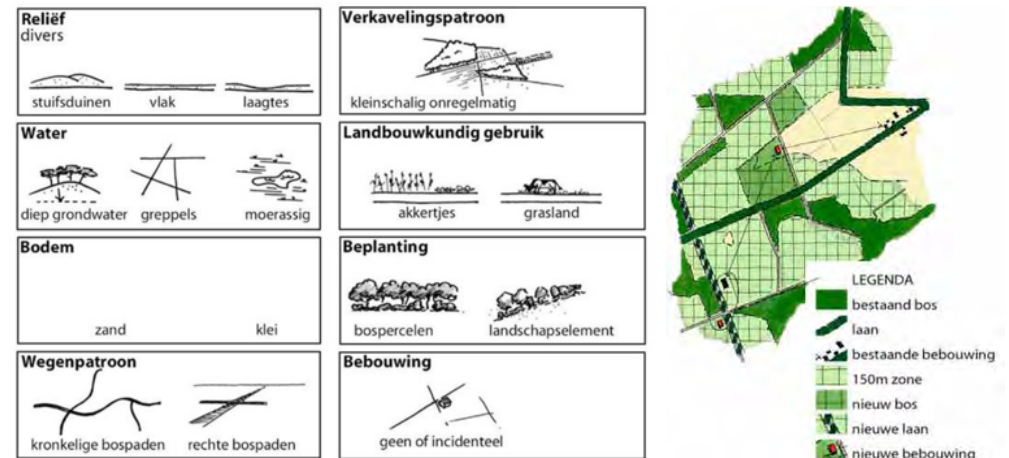 Reliëf
divers
stuifsduinen vlak laagtes
Water
diep grondwater greppels moerassig
Bodem
zand klei
Wegenpatroon
kronkelige bospaden rechte bospaden
Verkavelingspatroon
kleinschalig onregelmatig
Landbouwkundig gebruik
akkertjes grasland
Beplanting
bospercelen landschapselement
Bebouwing
geen of incidenteel
LEGENDA
bestaand bos
laan
bestaande bebouwing
150m zone
nieuw bos
nieuwe laan
nieuwe bebouwing